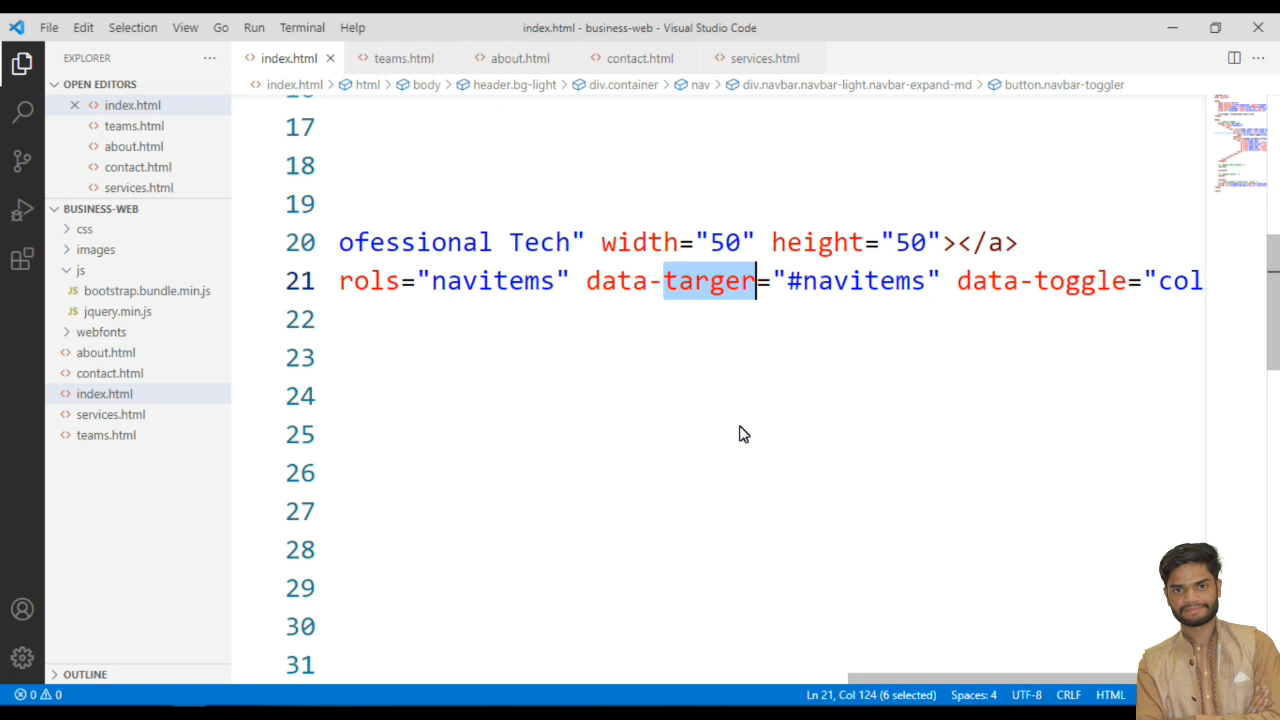 File Edit Selection View Go Run Terminal Help
index.html - business-web - Visual Studio Code
EXPLORER
index.html teams.html about.html contact.html services.html
OPEN EDITORS
index.html > html > body > header.bg-light > div.container > nav > div.navbar.navbar-light.navbar-expand-md > button.navbar-toggler
index.html
teams.html
about.html
contact.html
services.html
BUSINESS-WEB
css
images
js
JS bootstrap.bundle.min.js
JS jquery.min.js
webfonts
about.html
contact.html
index.html
services.html
teams.html
OUTLINE
17
18
19
20 ofessional Tech" width="50" height="50"></a>
21 rols="navitems" data-targer="#navitems" data-toggle="col
22
23
24
25
26
27
28
29
30
31
0 0 Ln 21, Col 124 (6 selected) Spaces: 4 UTF-8 CRLF HTML